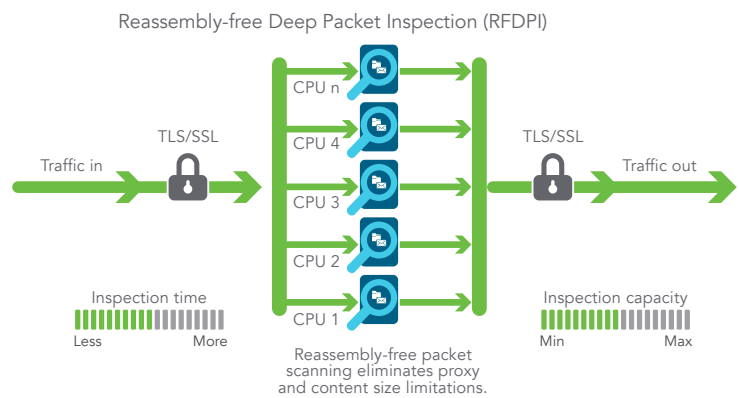 Reassembly-free Deep Packet Inspection (RFDPI)
CPU n
TLS/SSL
CPU 4
TLS/SSL
Traffic in
Traffic out
CPU 3
CPU 2
Inspection time
Less
More
CPU 1
Inspection capacity
Min
Max
Reassembly-free packet
scanning eliminates proxy
and content size limitations.